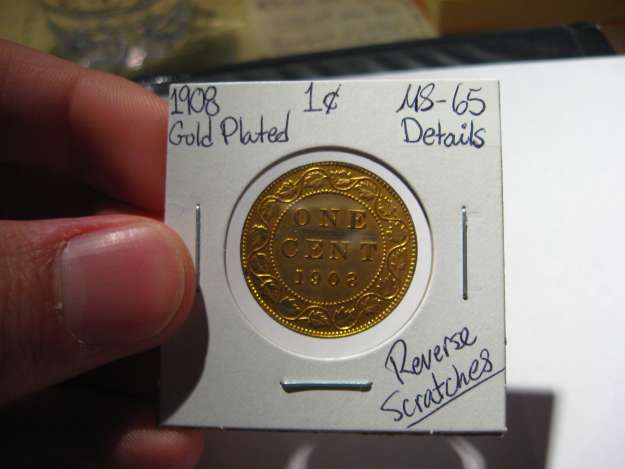 1908 1¢ MS-65
Gold Plated Details
ONE
CENT
1908
Reverse
Scratches